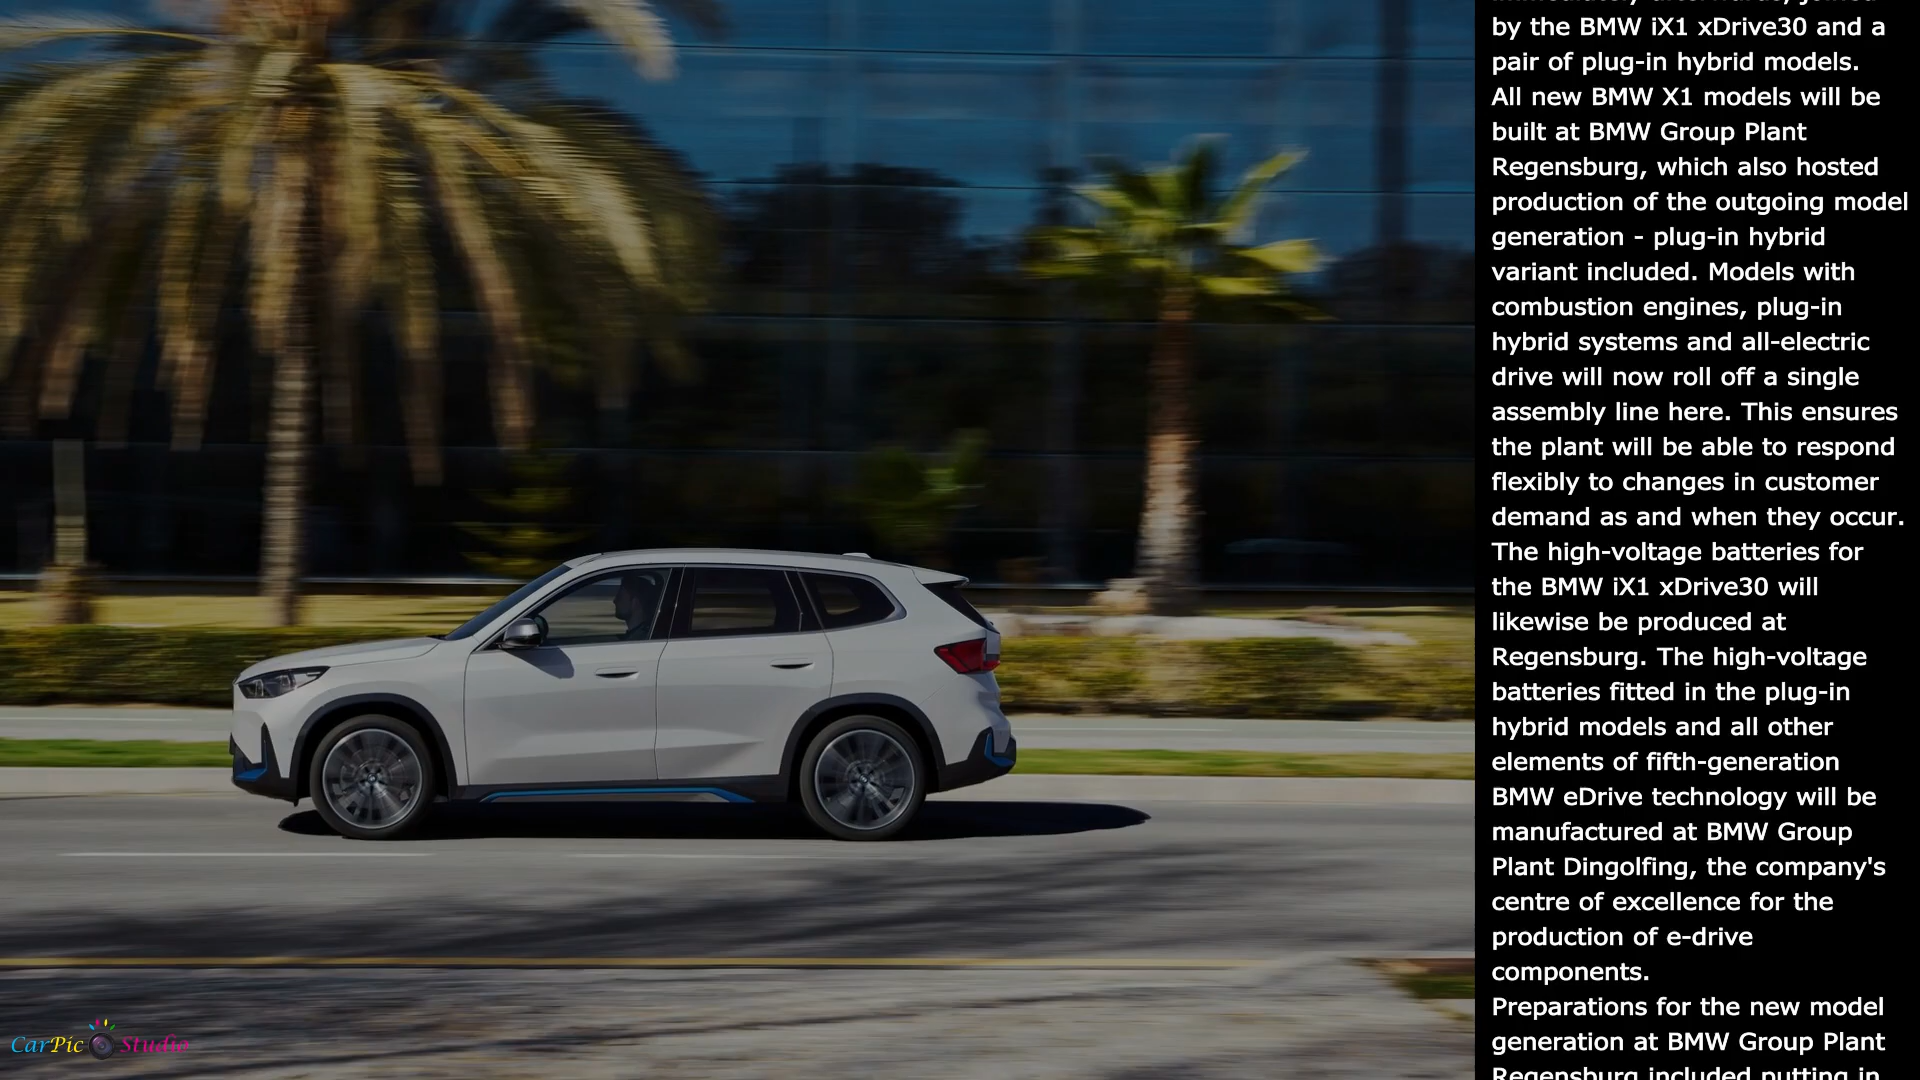 by the BMW iX1 xDrive30 and a
pair of plug-in hybrid models.
All new BMW X1 models will be
built at BMW Group Plant
Regensburg, which also hosted
production of the outgoing model
generation - plug-in hybrid
variant included. Models with
combustion engines, plug-in
hybrid systems and all-electric
drive will now roll off a single
assembly line here. This ensures
the plant will be able to respond
flexibly to changes in customer
demand as and when they occur.
The high-voltage batteries for
the BMW iX1 xDrive30 will
likewise be produced at
Regensburg. The high-voltage
batteries fitted in the plug-in
hybrid models and all other
elements of fifth-generation
BMW eDrive technology will be
manufactured at BMW Group
Plant Dingolfing, the company's
centre of excellence for the
production of e-drive
components.
Preparations for the new model
generation at BMW Group Plant
Regensburg included putting in
CarPic Studio